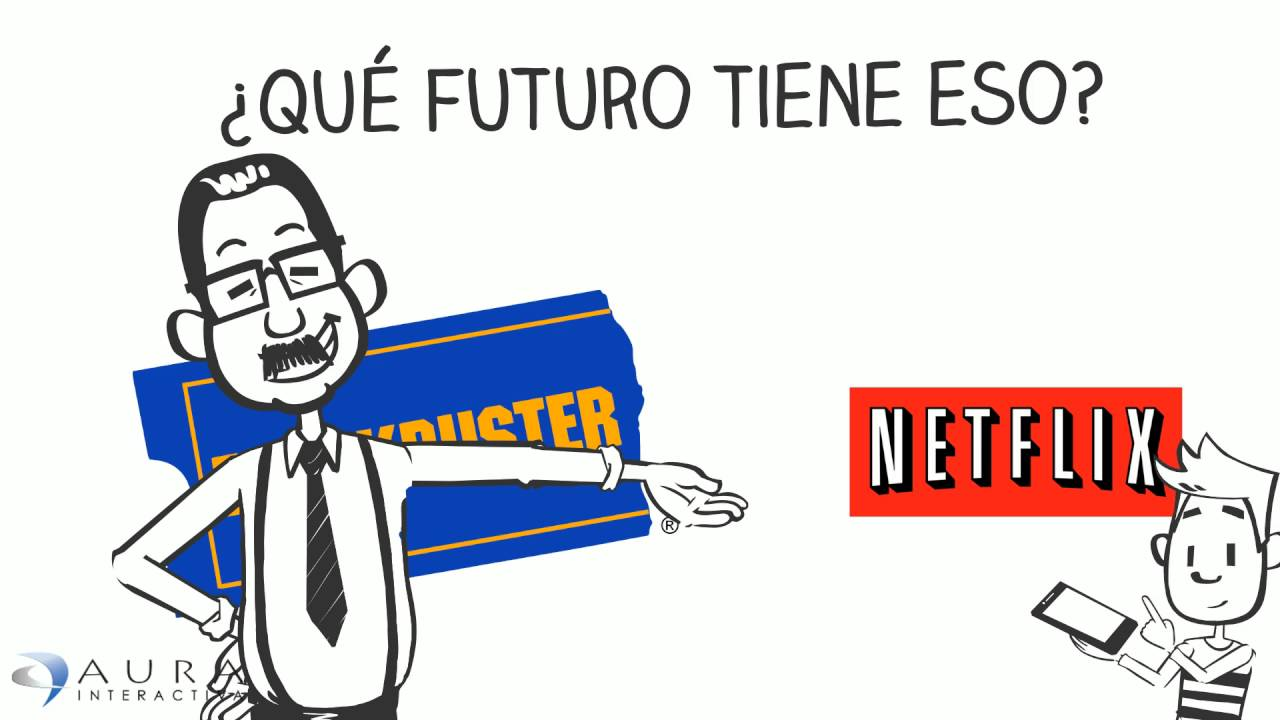 ¿QUÉ FUTURO TIENE ESO?
NETFLIX
®
AURA
INTERACTIVA